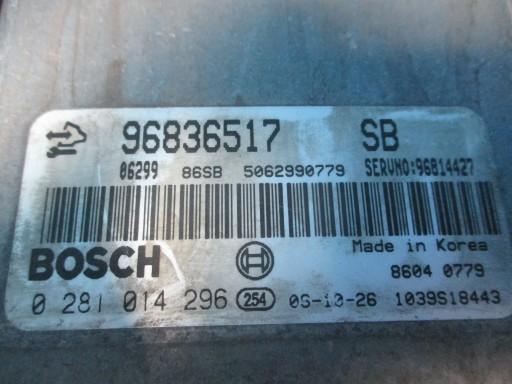 96836517 SB
06299 86SB 5062990779 SERVNO:96814427
BOSCH Made in Korea
8604 0779
0 281 014 296 254 06-10-26 1039S18443